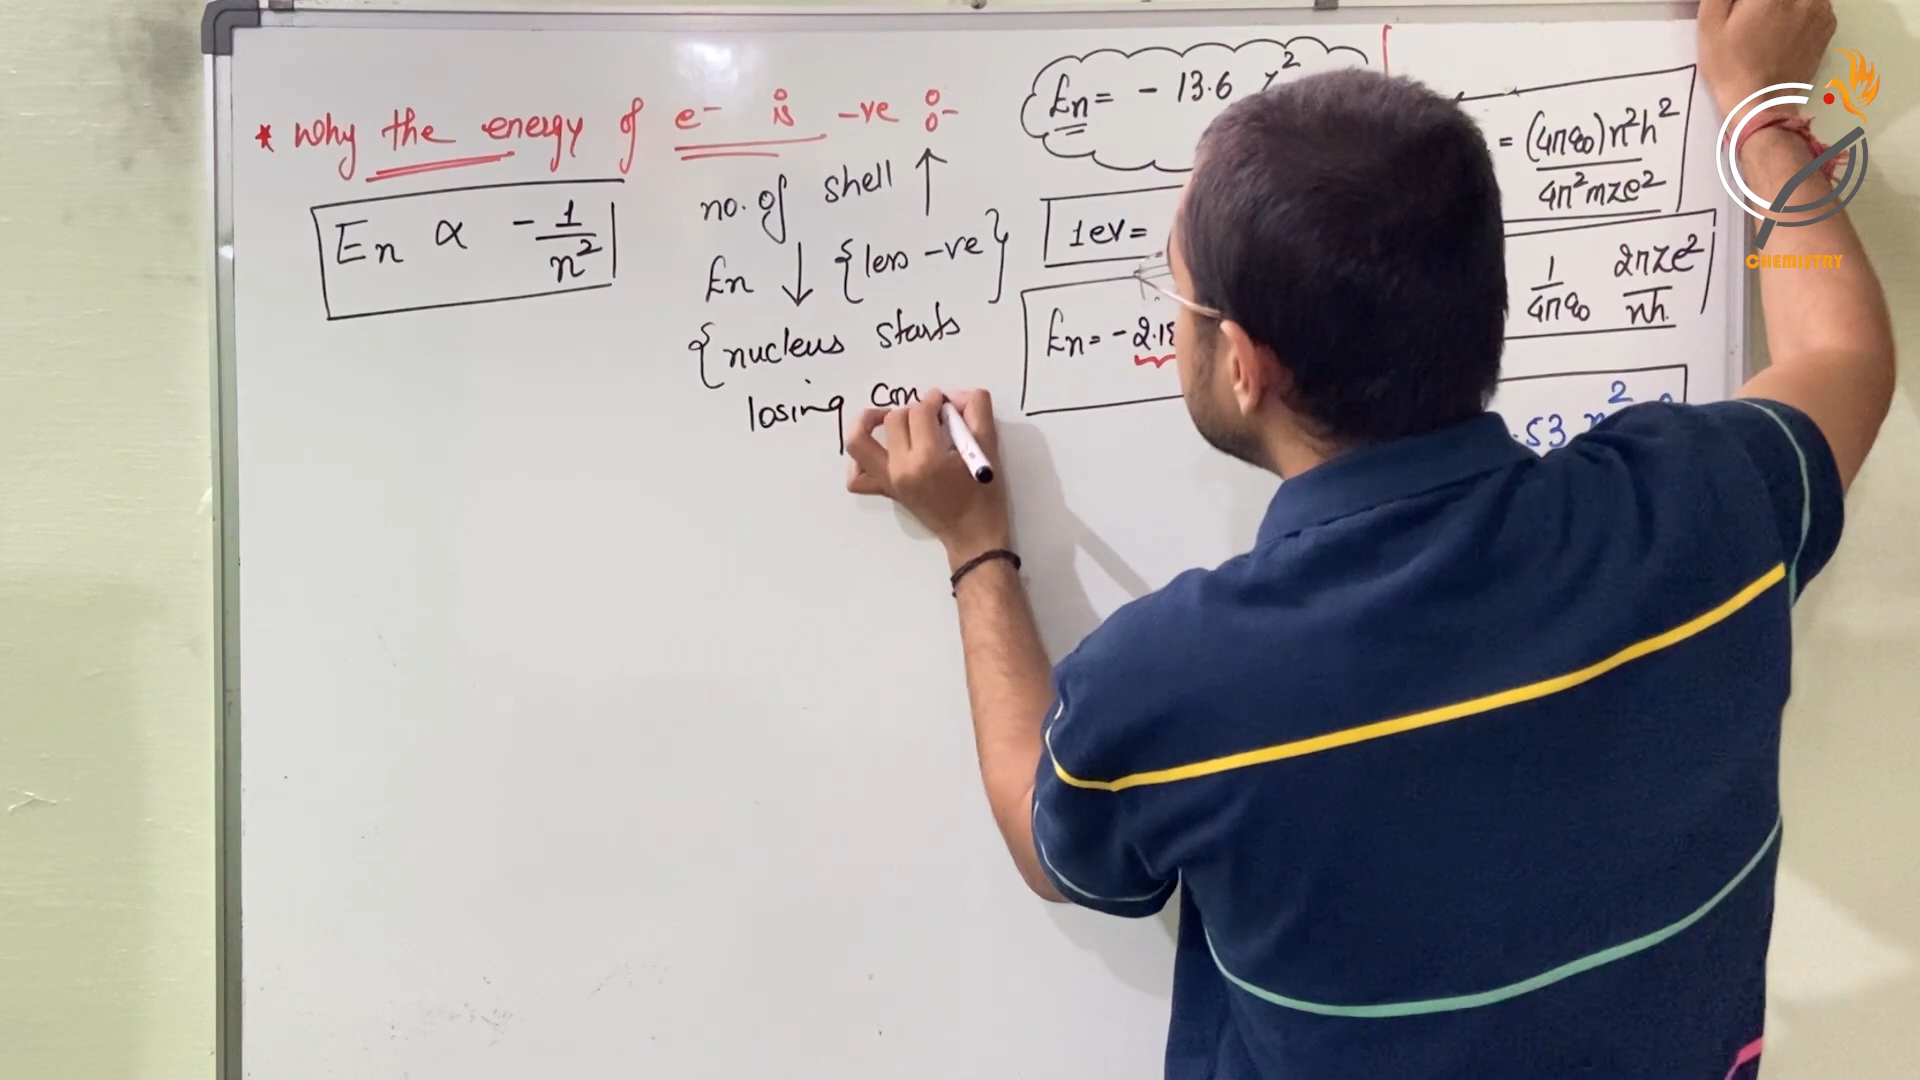 * Why the energy of e⁻ is -ve :-
Eₙ ∝ - 1/n²
no. of shell ↑
Eₙ ↓ {less -ve}
{nucleus starts
losing con
Eₙ = - 13.6 z²
1eV =
Eₙ = - 2.18
= (4πε₀)n²h² / 4π²mze²
1/4πε₀ 2πze²/nh
.53 n²
CHEMISTRY